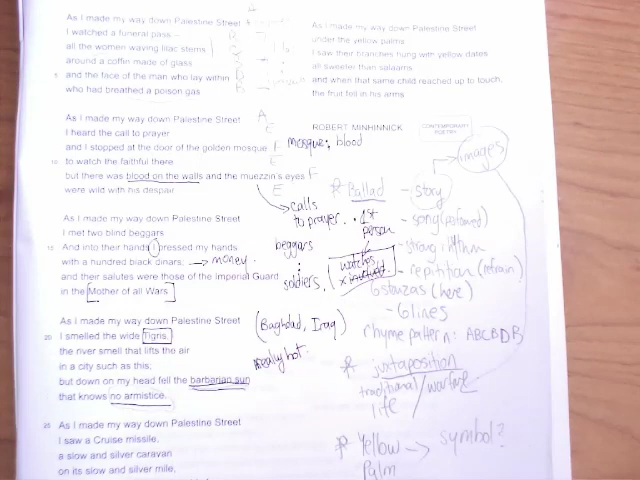 As I made my way down Palestine Street
I watched a funeral pass –
all the women waving lilac stems
around a coffin made of glass
5 and the face of the man who lay within
who had breathed a poison gas
As I made my way down Palestine Street
I heard the call to prayer
and I stopped at the door of the golden mosque
10 to watch the faithful there
but there was blood on the walls and the muezzin's eyes
were wild with his despair
As I made my way down Palestine Street
I met two blind beggars
15 And into their hands I pressed my hands
with a hundred black dinars;
and their salutes were those of the Imperial Guard
in the Mother of all Wars
As I made my way down Palestine Street
20 I smelled the wide Tigris,
the river smell that lifts the air
in a city such as this;
but down on my head fell the barbarian sun
that knows no armistice.
25 As I made my way down Palestine Street
I saw a Cruise missile,
a slow and silver caravan
on its slow and silver mile,
As I made my way down Palestine Street
under the yellow palms
I saw their branches hung with yellow dates
all sweeter than salaams
and when that same child reached up to touch,
the fruit fell in his arms
ROBERT MINHINNICK
CONTEMPORARY
POETRY
A
E
F
E
F
E
mosque; blood
calls
to prayer.
→ money.
beggars
soldiers.
(Baghdad, Iraq)
really hot.
images
* Ballad – story
• 1st
person
watches
– song (performed)
– strong rhythm
– repitition (refrain)
6 stanzas (here)
– 6 lines
rhyme pattern: ABCBDB
* juxtaposition
traditional / warfare
life
* Yellow → symbol?
Palm